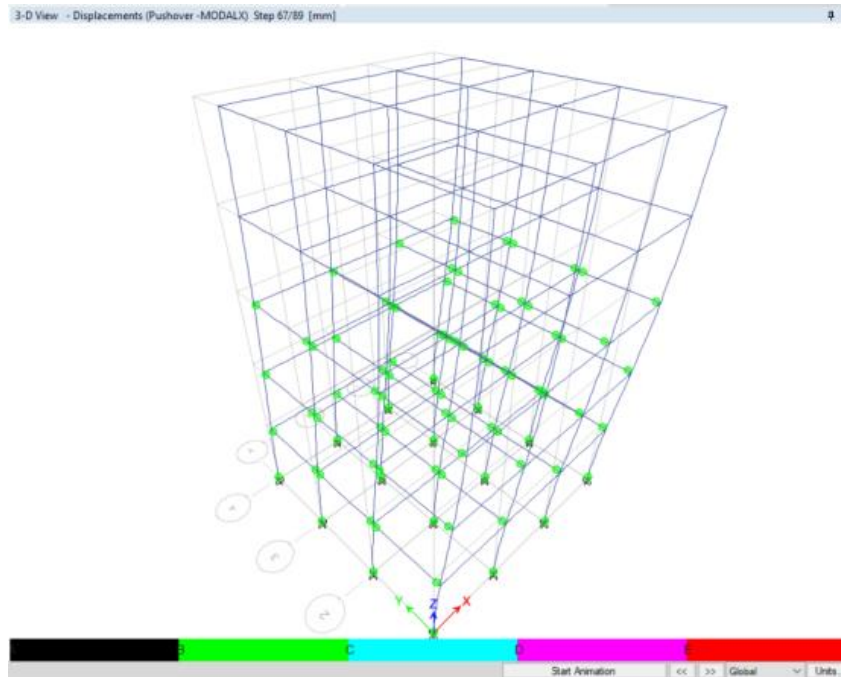 3-D View - Displacements (Pushover -MODALX) Step 67/89 [mm]
Y
Z
X
B
C
D
E
Start Animation << >> Global Units...